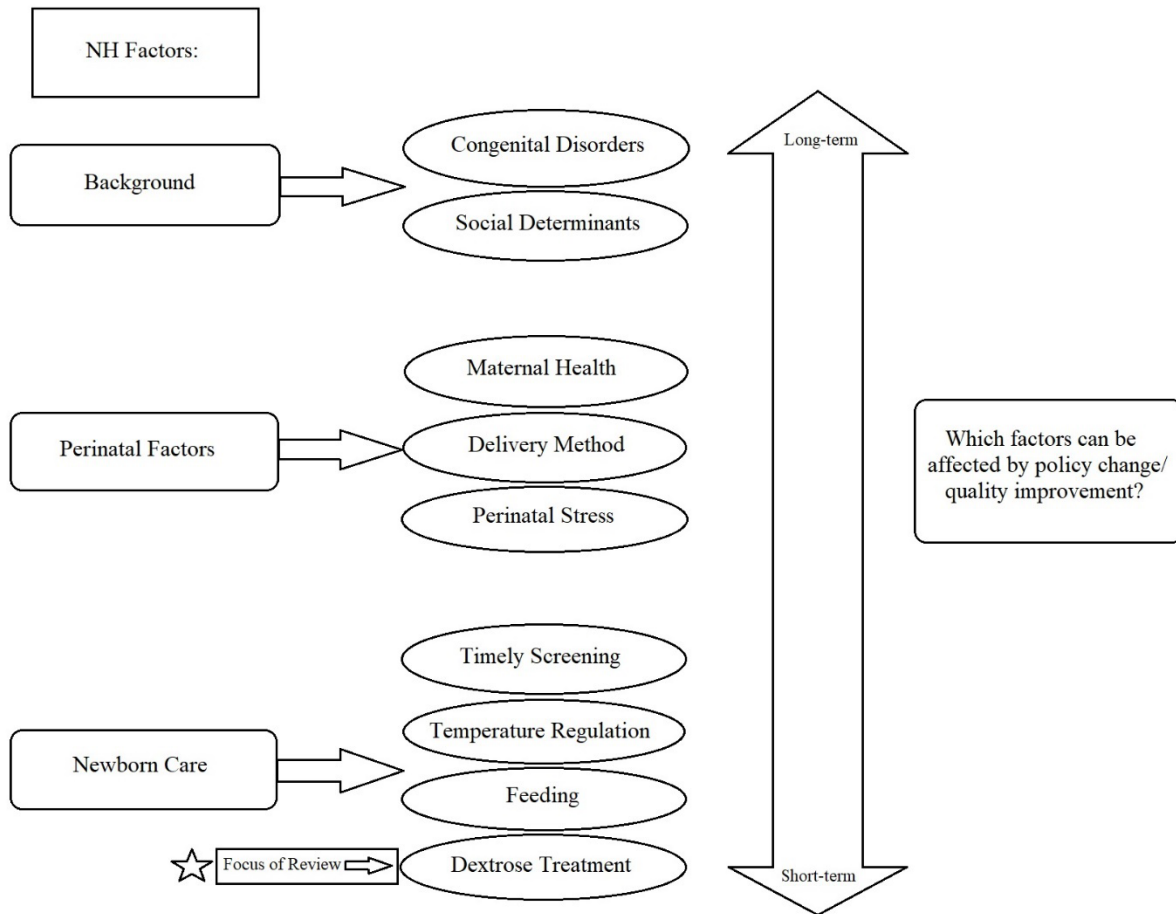 NH Factors:
Background
Congenital Disorders
Social Determinants
Perinatal Factors
Maternal Health
Delivery Method
Perinatal Stress
Newborn Care
Timely Screening
Temperature Regulation
Feeding
Focus of Review
Dextrose Treatment
Long-term
Short-term
Which factors can be
affected by policy change/
quality improvement?